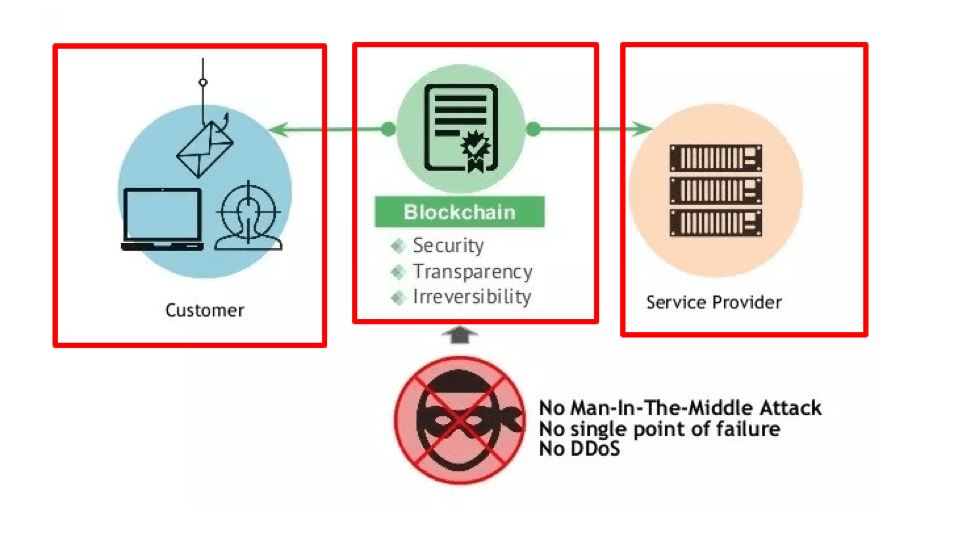 Blockchain
Security
Transparency
Irreversibility
Customer
Service Provider
No Man-In-The-Middle Attack
No single point of failure
No DDoS